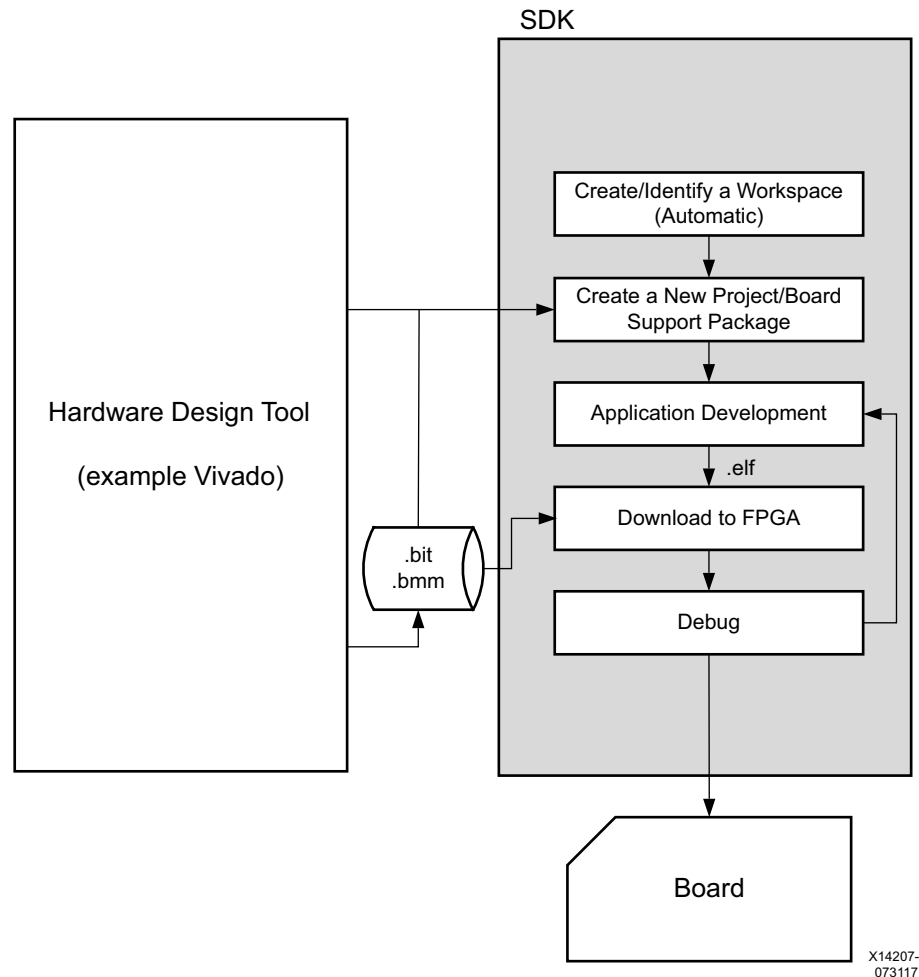 SDK
Create/Identify a Workspace
(Automatic)
Create a New Project/Board
Support Package
Hardware Design Tool
(example Vivado)
Application Development
.elf
Download to FPGA
.bit
.bmm
Debug
Board
X14207-
073117